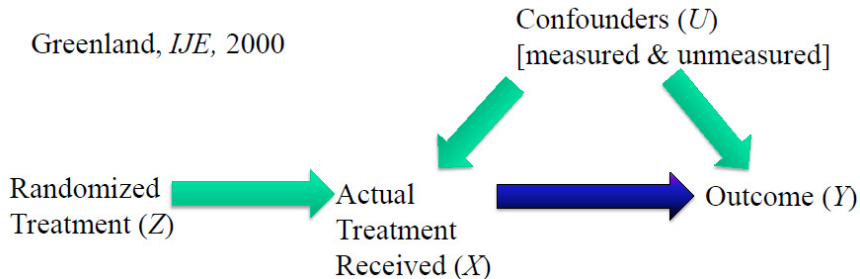 Greenland, IJE, 2000
Confounders (U)
[measured & unmeasured]
Randomized
Treatment (Z)
Actual
Treatment
Received (X)
Outcome (Y)